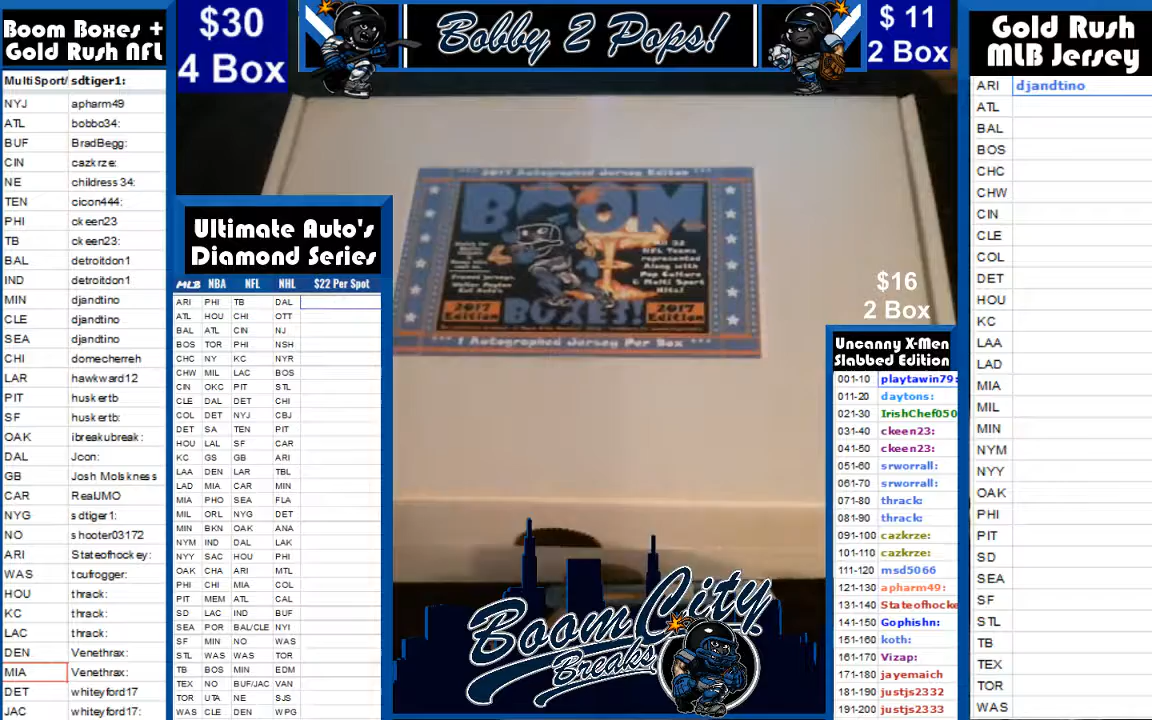 Boom Boxes +
Gold Rush NFL
MultiSport/ sdtiger1:
NYJ apharm49
ATL bobbo34:
BUF BradBegg:
CIN cazkrze:
NE childress 34:
TEN cicon444:
PHI ckeen23
TB ckeen23:
BAL detroitdon1
IND detroitdon1
MIN djandtino
CLE djandtino
SEA djandtino
CHI domecherreh
LAR hawkward12
PIT huskertb
SF huskertb:
OAK ibreakubreak:
DAL Jcon:
GB Josh Molskness
CAR RealJMO
NYG sdtiger1:
NO shooter03172
ARI Stateofhockey:
WAS tcufrogger:
HOU thrack:
KC thrack:
LAC thrack:
DEN Venethrax:
MIA Venethrax:
DET whiteyford17
JAC whiteyford17:
$30
4 Box
Bobby 2 Pops!
$ 11
2 Box
Ultimate Auto's
Diamond Series
MLB NBA NFL NHL $22 Per Spot
ARI PHI TB DAL
ATL HOU CHI OTT
BAL ATL CIN NJ
BOS TOR PHI NSH
CHC NY KC NYR
CHW MIL LAC BOS
CIN OKC PIT STL
CLE DAL DET CHI
COL DET NYJ CBJ
DET SA TEN PIT
HOU LAL SF CAR
KC GS GB ARI
LAA DEN LAR TBL
LAD MIA CAR MIN
MIA PHO SEA FLA
MIL ORL NYG DET
MIN BKN OAK ANA
NYM IND DAL LAK
NYY SAC HOU PHI
OAK CHA ARI MTL
PHI CHI MIA COL
PIT MEM ATL CAL
SD LAC IND BUF
SEA POR BAL/CLE NYI
SF MIN NO WAS
STL WAS WAS TOR
TB BOS MIN EDM
TEX NO BUF/JAC VAN
TOR UTA NE SJS
WAS CLE DEN WPG
2017 Autographed Jersey Edition
BOOM
All 32
NFL Teams
represented
Along with
Pop Culture
& Multi Sport
Hits!
2017
Edition
BOXES!
2017
Edition
1 Autographed Jersey Per Box
Boom City
Breaks
$16
2 Box
Uncanny X-Men
Slabbed Edition
001-10 playtawin79:
011-20 daytons:
021-30 IrishChef050
031-40 ckeen23:
041-50 ckeen23:
051-60 srworrall:
061-70 srworrall:
071-80 thrack:
081-90 thrack:
091-100 cazkrze:
101-110 cazkrze:
111-120 msd5066
121-130 apharm49:
131-140 Stateofhocke
141-150 Gophishn:
151-160 koth:
161-170 Vizap:
171-180 jayemaich
181-190 justjs2332
191-200 justjs2333
Gold Rush
MLB Jersey
ARI djandtino
ATL
BAL
BOS
CHC
CHW
CIN
CLE
COL
DET
HOU
KC
LAA
LAD
MIA
MIL
MIN
NYM
NYY
OAK
PHI
PIT
SD
SEA
SF
STL
TB
TEX
TOR
WAS